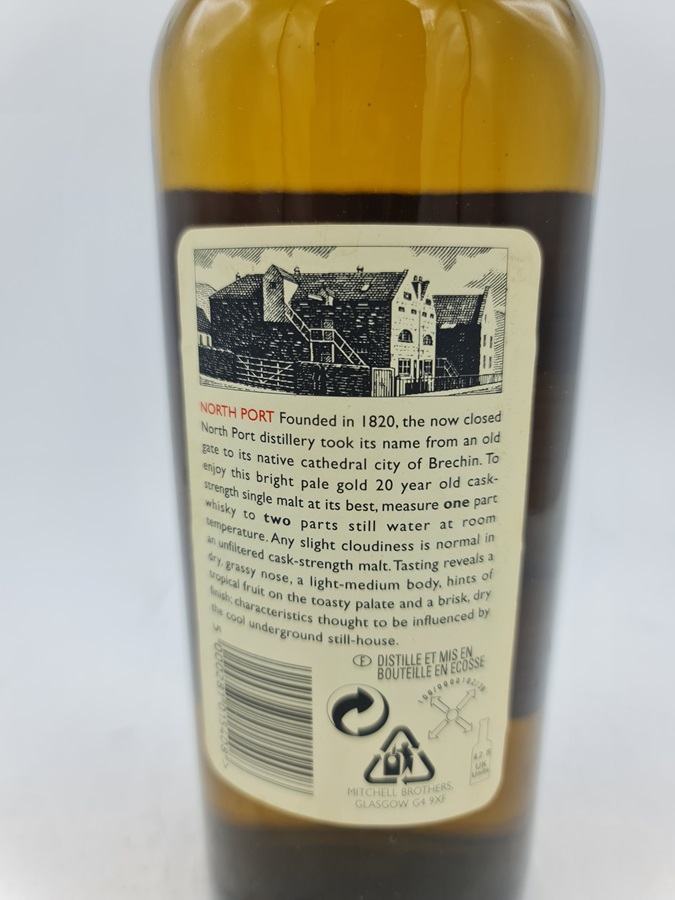 NORTH PORT Founded in 1820, the now closed
North Port distillery took its name from an old
gate to its native cathedral city of Brechin. To
enjoy this bright pale gold 20 year old cask-
strength single malt at its best, measure one part
whisky to two parts still water at room
temperature. Any slight cloudiness is normal in
an unfiltered cask-strength malt. Tasting reveals a
dry, grassy nose, a light-medium body, hints of
tropical fruit on the toasty palate and a brisk, dry
finish; characteristics thought to be influenced by
the cool underground still-house.
F DISTILLE ET MIS EN
BOUTEILLE EN ECOSSE
4.2 
UK
Units
MITCHELL BROTHERS,
GLASGOW G4 9XF